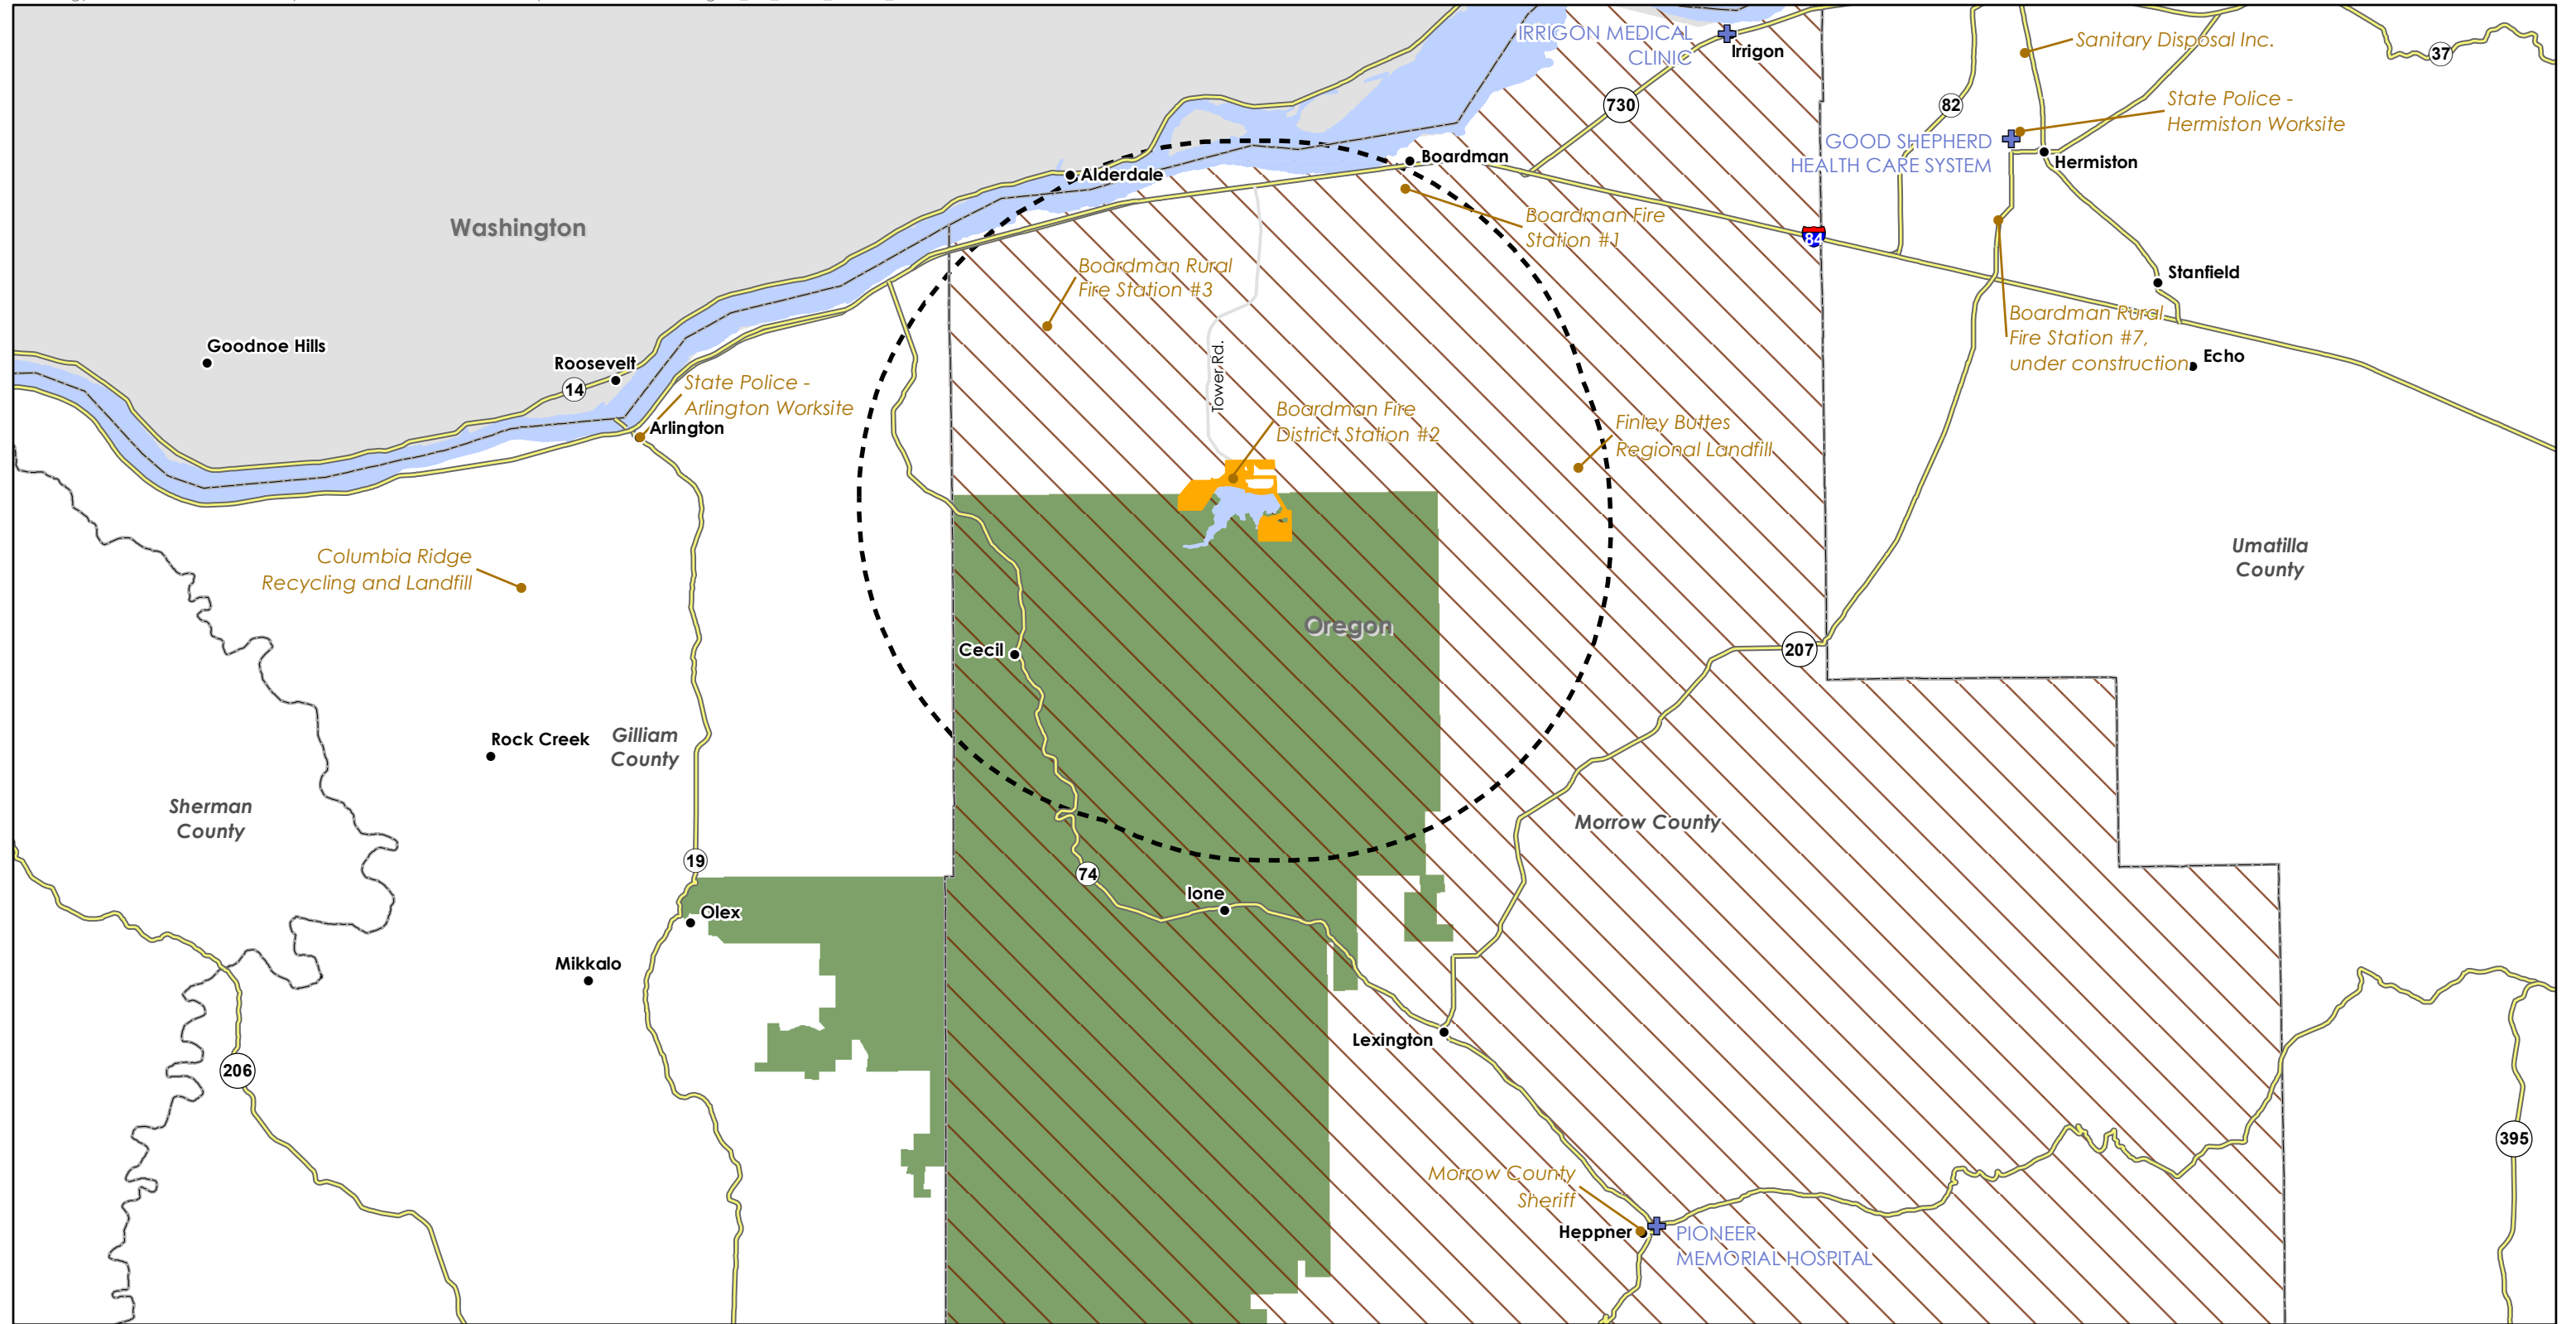 IRRIGON MEDICAL
CLINIC
Irrigon
Sanitary Disposal Inc.
37
730
82
State Police -
Hermiston Worksite
GOOD SHEPHERD
HEALTH CARE SYSTEM
Hermiston
Boardman
Alderdale
Washington
Boardman Fire
Station #1
84
Boardman Rural
Fire Station #3
Stanfield
Boardman Rural
Fire Station #7,
under construction
Echo
Goodnoe Hills
Roosevelt
14
State Police -
Arlington Worksite
Arlington
Tower Rd.
Boardman Fire
District Station #2
Finley Buttes
Regional Landfill
Columbia Ridge
Recycling and Landfill
Umatilla
County
Oregon
Cecil
207
Rock Creek
Gilliam
County
Sherman
County
Morrow County
19
74
Ione
Olex
Mikkalo
Lexington
206
395
Morrow County
Sheriff
Heppner
PIONEER
MEMORIAL HOSPITAL